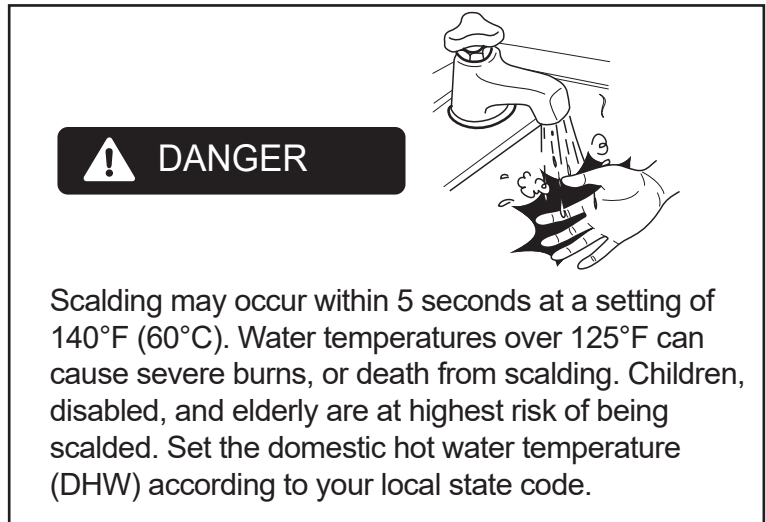 DANGER
Scalding may occur within 5 seconds at a setting of
140°F (60°C). Water temperatures over 125°F can
cause severe burns, or death from scalding. Children,
disabled, and elderly are at highest risk of being
scalded. Set the domestic hot water temperature
(DHW) according to your local state code.